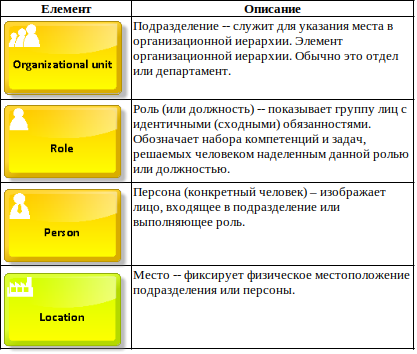 Элемент
Описание
Organizational unit
Подразделение -- служит для указания места в
организационной иерархии. Элемент
организационной иерархии. Обычно это отдел
или департамент.
Role
Роль (или должность) -- показывает группу лиц с
идентичными (сходными) обязанностями.
Обозначает набора компетенций и задач,
решаемых человеком наделенным данной ролью
или должностью.
Person
Персона (конкретный человек) – изображает
лицо, входящее в подразделение или
выполняющее роль.
Location
Место -- фиксирует физическое местоположение
подразделения или персоны.